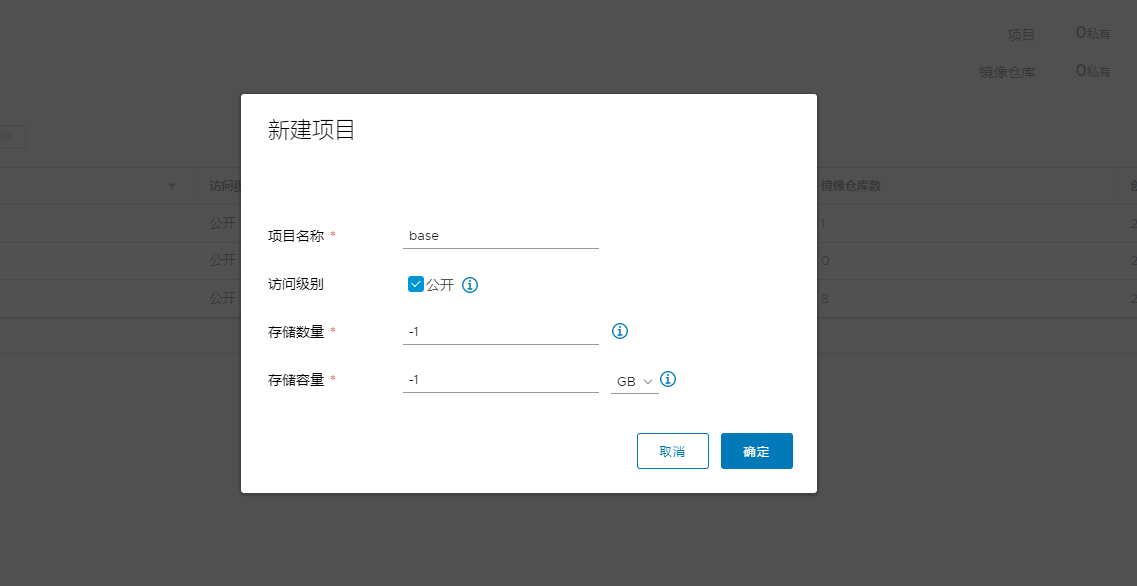 项目 0私有
镜像仓库 0私有
除
新建项目
访问级
镜像仓库数
公开 1 2
项目名称 * base
公开 0 2
访问级别 公开
公开 8 2
存储数量 * -1
存储容量 * -1 GB
取消 确定